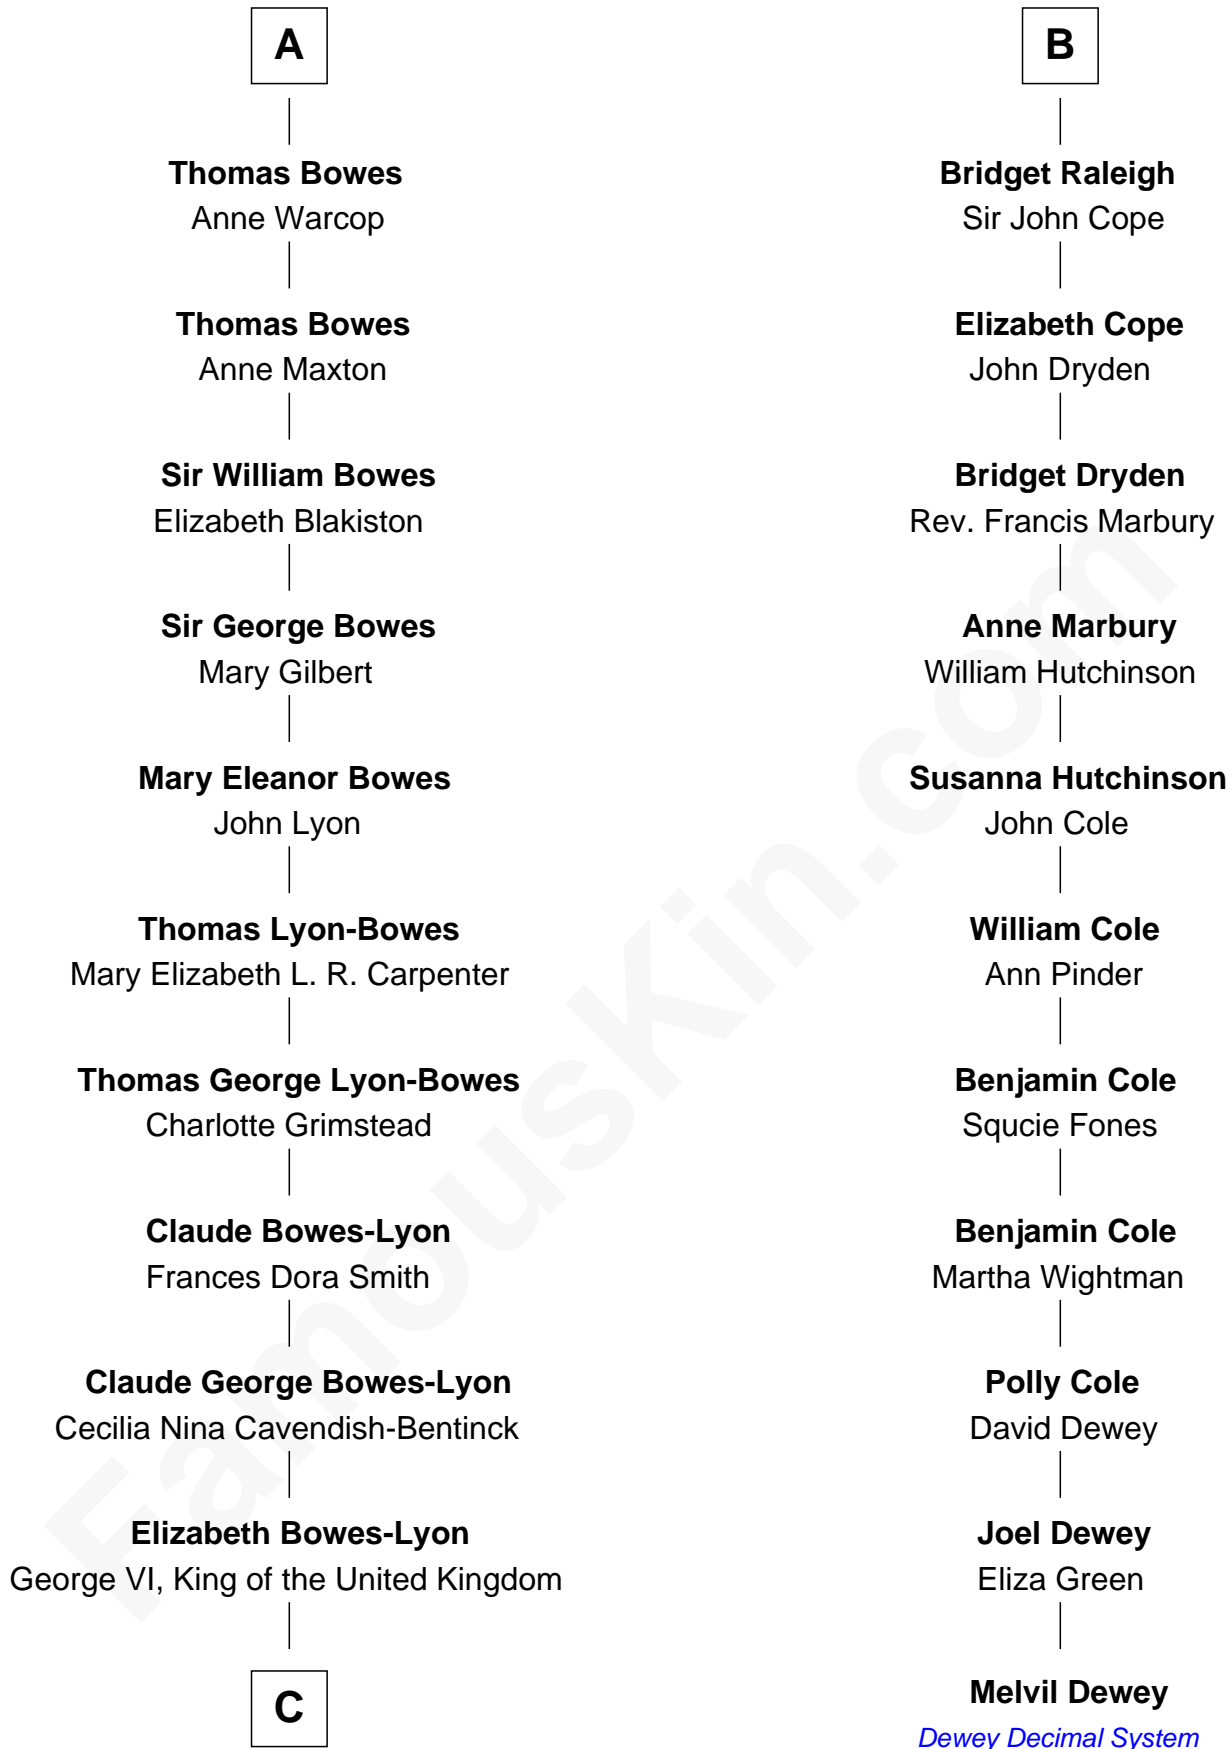 A
Thomas Bowes
Anne Warcop
Thomas Bowes
Anne Maxton
Sir William Bowes
Elizabeth Blakiston
Sir George Bowes
Mary Gilbert
Mary Eleanor Bowes
John Lyon
Thomas Lyon-Bowes
Mary Elizabeth L. R. Carpenter
Thomas George Lyon-Bowes
Charlotte Grimstead
Claude Bowes-Lyon
Frances Dora Smith
Claude George Bowes-Lyon
Cecilia Nina Cavendish-Bentinck
Elizabeth Bowes-Lyon
George VI, King of the United Kingdom
C
B
Bridget Raleigh
Sir John Cope
Elizabeth Cope
John Dryden
Bridget Dryden
Rev. Francis Marbury
Anne Marbury
William Hutchinson
Susanna Hutchinson
John Cole
William Cole
Ann Pinder
Benjamin Cole
Squcie Fones
Benjamin Cole
Martha Wightman
Polly Cole
David Dewey
Joel Dewey
Eliza Green
Melvil Dewey
Dewey Decimal System
FamousKin.com